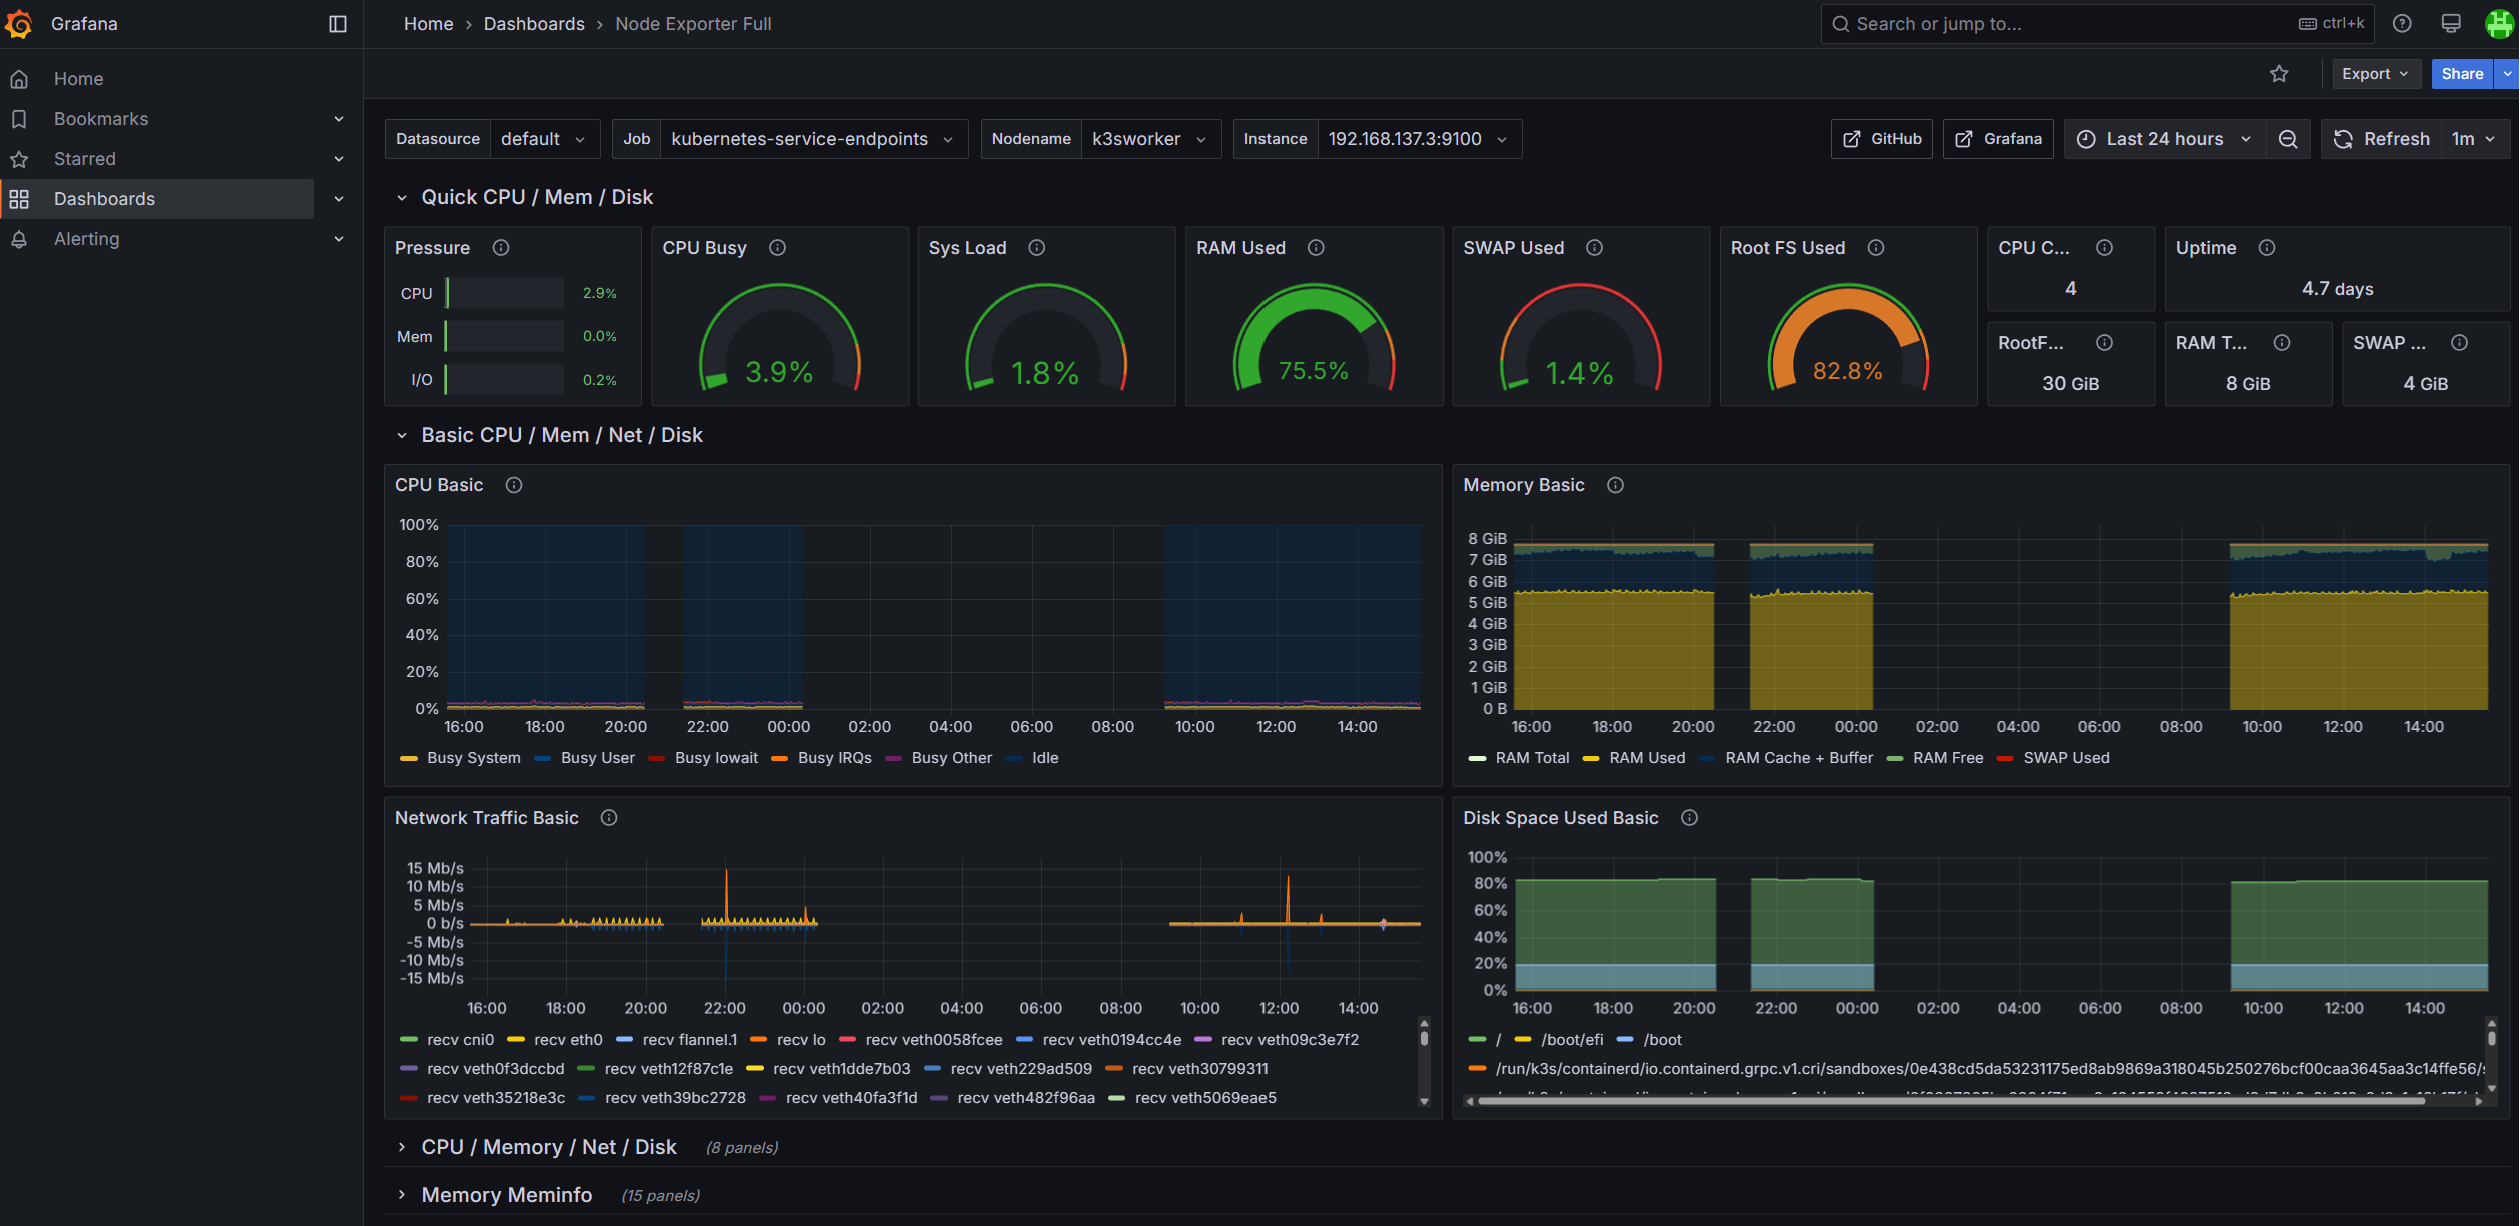 Grafana
Home › Dashboards › Node Exporter Full
Search or jump to...
ctrl+k
Home
Bookmarks
Starred
Dashboards
Alerting
Export
Share
Datasource default
Job kubernetes-service-endpoints
Nodename k3sworker
Instance 192.168.137.3:9100
GitHub
Grafana
Last 24 hours
Refresh 1m
Quick CPU / Mem / Disk
Pressure
CPU 2.9%
Mem 0.0%
I/O 0.2%
CPU Busy
3.9%
Sys Load
1.8%
RAM Used
75.5%
SWAP Used
1.4%
Root FS Used
82.8%
CPU C...
4
Uptime
4.7 days
RootF...
30 GiB
RAM T...
8 GiB
SWAP ...
4 GiB
Basic CPU / Mem / Net / Disk
CPU Basic
100%
80%
60%
40%
20%
0%
16:00 18:00 20:00 22:00 00:00 02:00 04:00 06:00 08:00 10:00 12:00 14:00
Busy System Busy User Busy Iowait Busy IRQs Busy Other Idle
Memory Basic
8 GiB
7 GiB
6 GiB
5 GiB
4 GiB
3 GiB
2 GiB
1 GiB
0 B
16:00 18:00 20:00 22:00 00:00 02:00 04:00 06:00 08:00 10:00 12:00 14:00
RAM Total RAM Used RAM Cache + Buffer RAM Free SWAP Used
Network Traffic Basic
15 Mb/s
10 Mb/s
5 Mb/s
0 b/s
-5 Mb/s
-10 Mb/s
-15 Mb/s
16:00 18:00 20:00 22:00 00:00 02:00 04:00 06:00 08:00 10:00 12:00 14:00
recv cni0 recv eth0 recv flannel.1 recv lo recv veth0058fcee recv veth0194cc4e recv veth09c3e7f2
recv veth0f3dccbd recv veth12f87c1e recv veth1dde7b03 recv veth229ad509 recv veth30799311
recv veth35218e3c recv veth39bc2728 recv veth40fa3f1d recv veth482f96aa recv veth5069eae5
Disk Space Used Basic
100%
80%
60%
40%
20%
0%
16:00 18:00 20:00 22:00 00:00 02:00 04:00 06:00 08:00 10:00 12:00 14:00
/ /boot/efi /boot
/run/k3s/containerd/io.containerd.grpc.v1.cri/sandboxes/0e438cd5da53231175ed8ab9869a318045b250276bcf00caa3645aa3c14ffe56/s
CPU / Memory / Net / Disk (8 panels)
Memory Meminfo (15 panels)